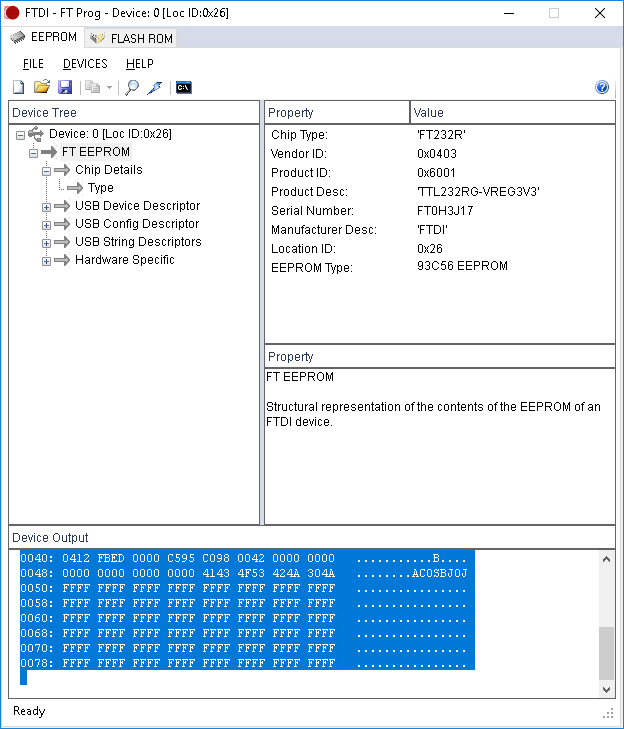 FTDI - FT Prog - Device: 0 [Loc ID:0x26]
EEPROM FLASH ROM
FILE DEVICES HELP
Device Tree
Device: 0 [Loc ID:0x26]
FT EEPROM
Chip Details
Type
USB Device Descriptor
USB Config Descriptor
USB String Descriptors
Hardware Specific
Property Value
Chip Type: 'FT232R'
Vendor ID: 0x0403
Product ID: 0x6001
Product Desc: 'TTL232RG-VREG3V3'
Serial Number: FT0H3J17
Manufacturer Desc: 'FTDI'
Location ID: 0x26
EEPROM Type: 93C56 EEPROM
Property
FT EEPROM
Structural representation of the contents of the EEPROM of an
FTDI device.
Device Output
0040: 0412 FBED 0000 C595 C098 0042 0000 0000 ...........B....
0048: 0000 0000 0000 0000 4143 4F53 424A 304A ........ACOSBJ0J
0050: FFFF FFFF FFFF FFFF FFFF FFFF FFFF FFFF ................
0058: FFFF FFFF FFFF FFFF FFFF FFFF FFFF FFFF ................
0060: FFFF FFFF FFFF FFFF FFFF FFFF FFFF FFFF ................
0068: FFFF FFFF FFFF FFFF FFFF FFFF FFFF FFFF ................
0070: FFFF FFFF FFFF FFFF FFFF FFFF FFFF FFFF ................
0078: FFFF FFFF FFFF FFFF FFFF FFFF FFFF FFFF ................
Ready